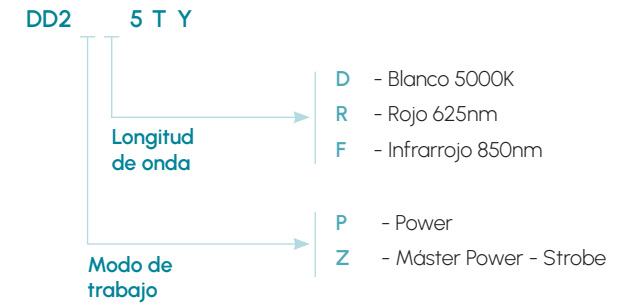 DD2 _ _ 5 T Y
D - Blanco 5000K
R - Rojo 625nm
F - Infrarrojo 850nm
Longitud
de onda
P - Power
Z - Máster Power - Strobe
Modo de
trabajo